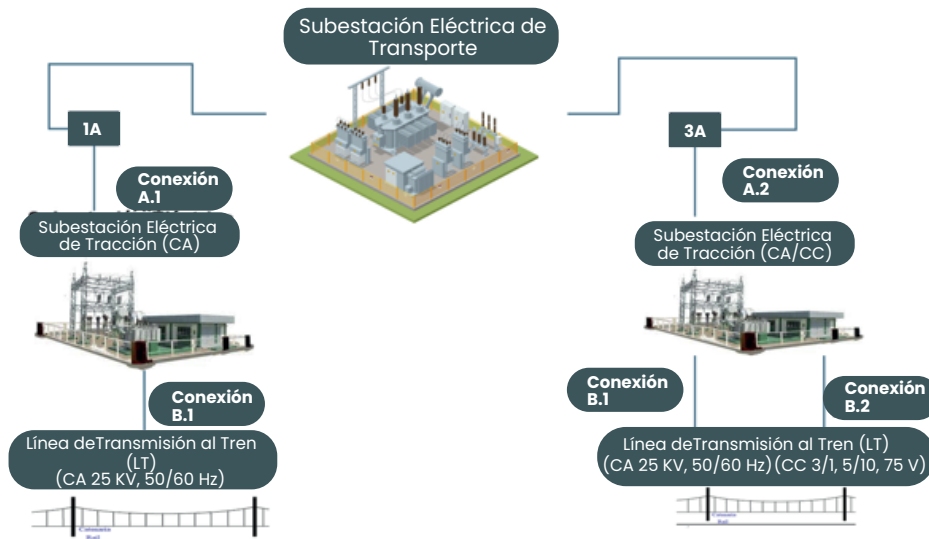 Subestación Eléctrica de
Transporte
1A
3A
Conexión
A.1
Conexión
A.2
Subestación Eléctrica
de Tracción (CA)
Subestación Eléctrica
de Tracción (CA/CC)
Conexión
B.1
Conexión
B.1
Conexión
B.2
Línea deTransmisión al Tren
(LT)
(CA 25 KV, 50/60 Hz)
Línea deTransmisión al Tren (LT)
(CA 25 KV, 50/60 Hz) (CC 3/1, 5/10, 75 V)